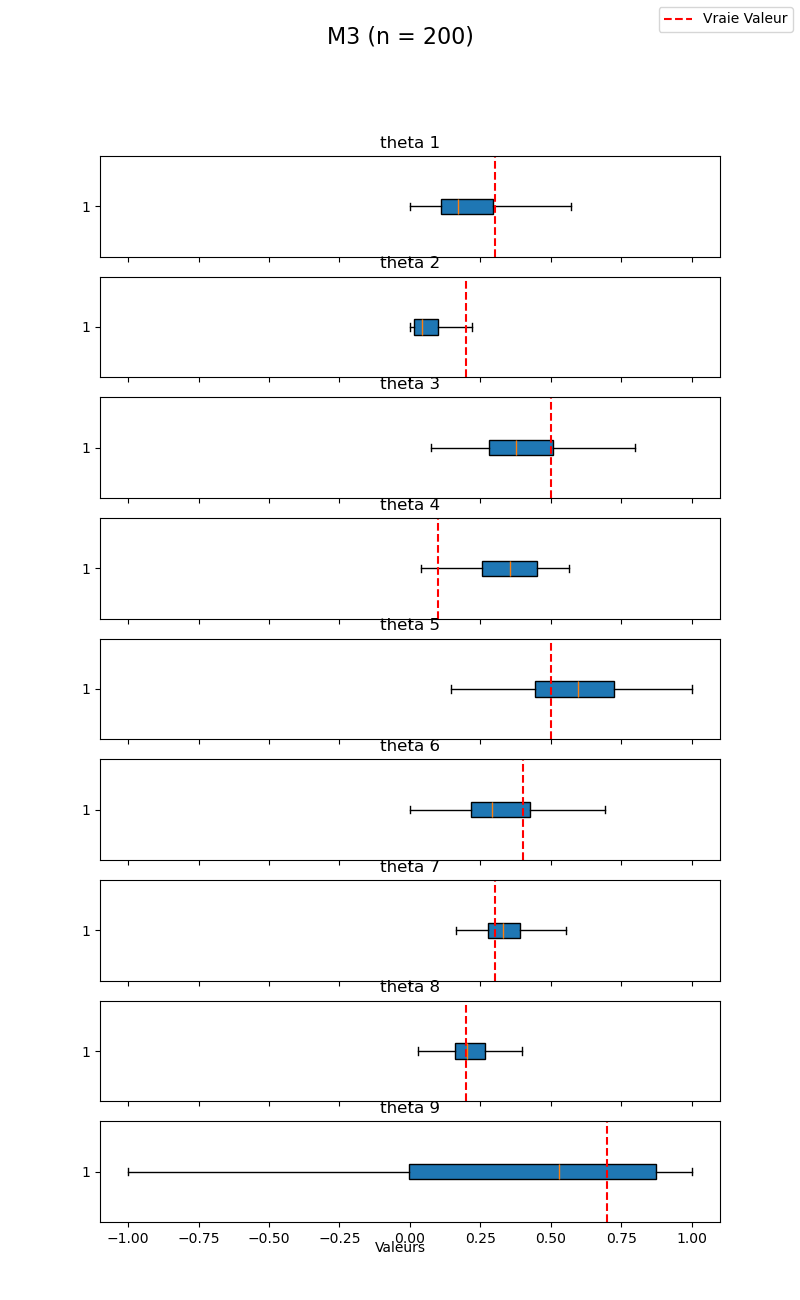 Vraie Valeur
M3 (n = 200)
theta 1
1
theta 2
1
theta 3
1
theta 4
1
theta 5
1
theta 6
1
theta 7
1
theta 8
1
theta 9
1
−1.00 −0.75 −0.50 −0.25 0.00 0.25 0.50 0.75 1.00
Valeurs